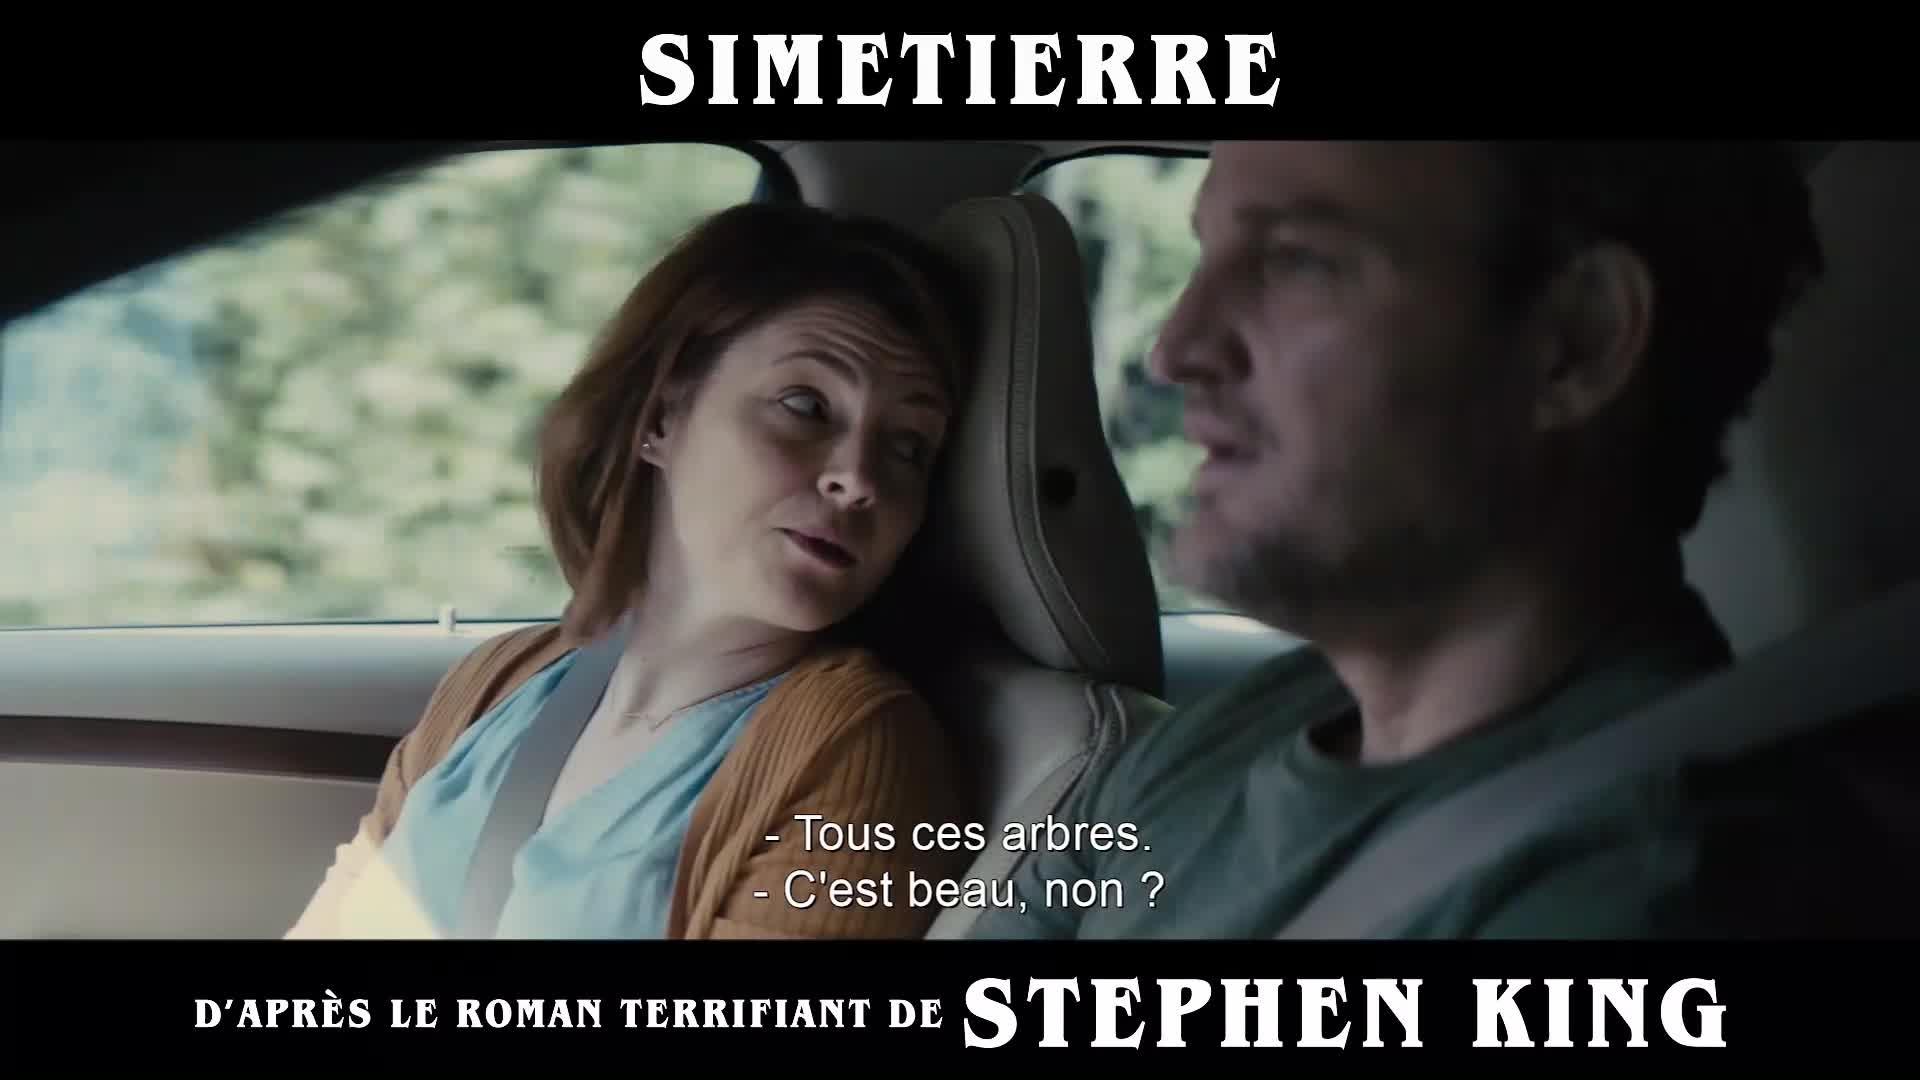 SIMETIERRE
- Tous ces arbres.
- C'est beau, non ?
D'APRÈS LE ROMAN TERRIFIANT DE STEPHEN KING